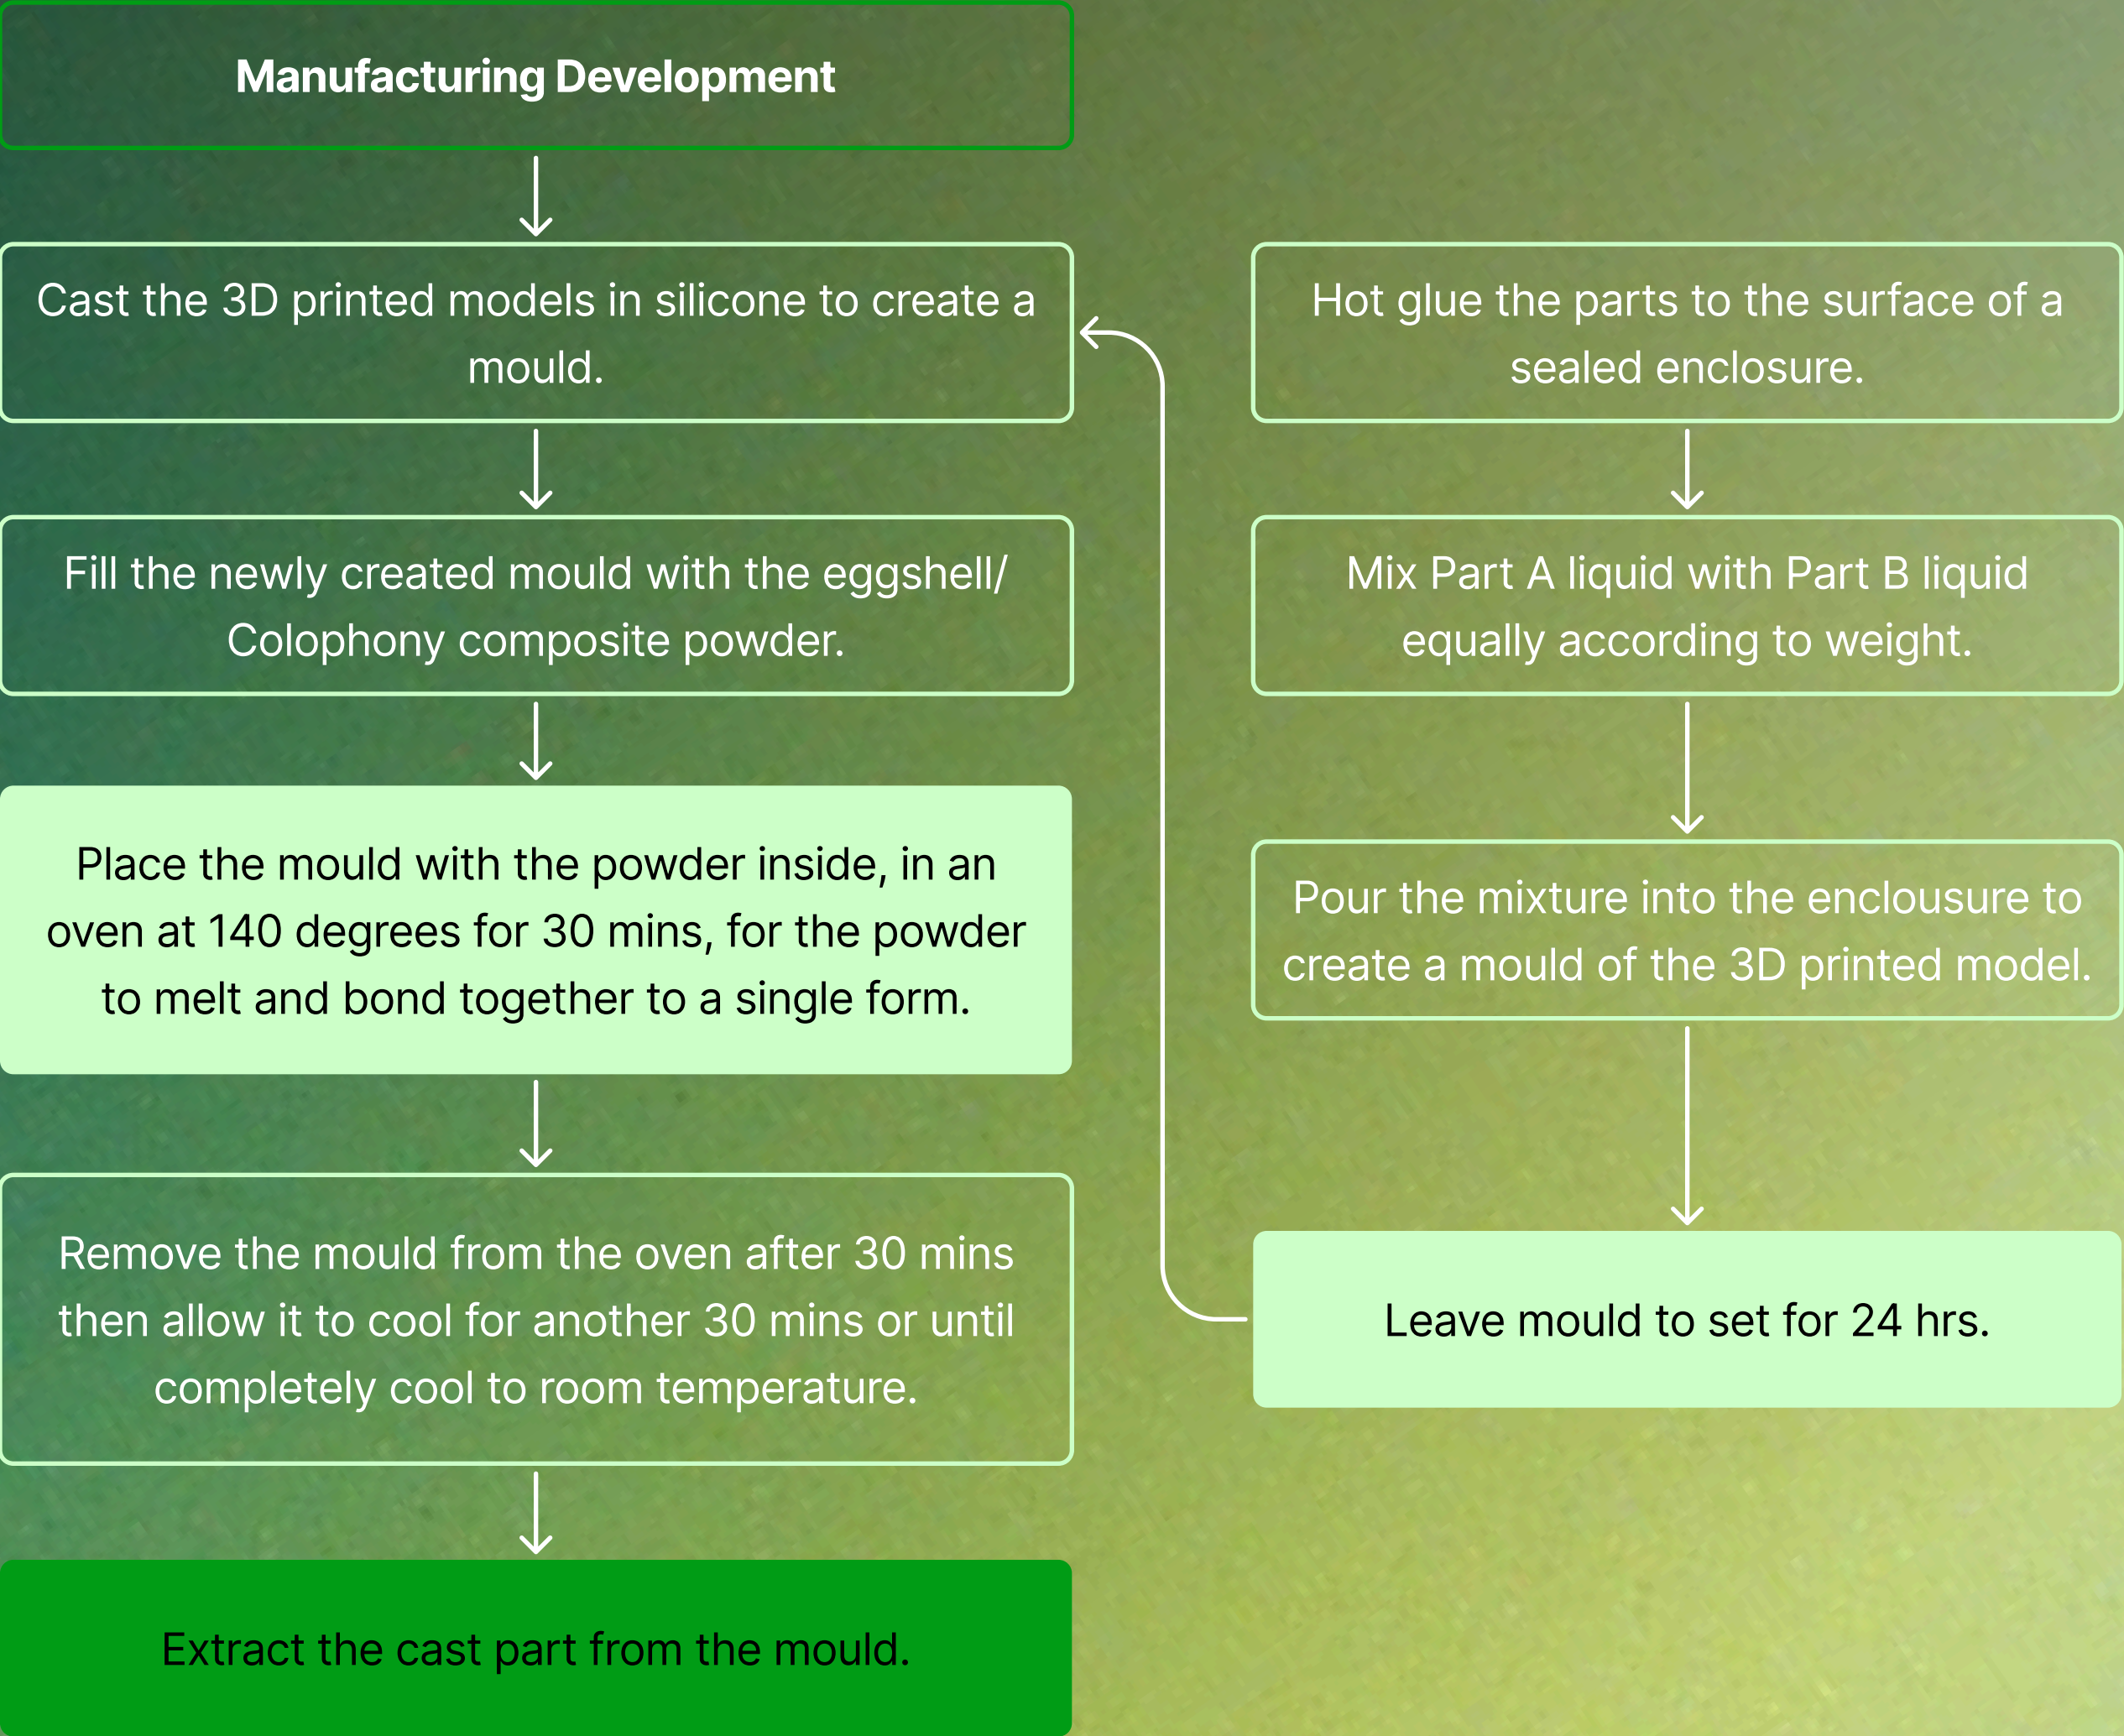 Manufacturing Development
Cast the 3D printed models in silicone to create a
mould.
Fill the newly created mould with the eggshell/
Colophony composite powder.
Place the mould with the powder inside, in an
oven at 140 degrees for 30 mins, for the powder
to melt and bond together to a single form.
Remove the mould from the oven after 30 mins
then allow it to cool for another 30 mins or until
completely cool to room temperature.
Extract the cast part from the mould.
Hot glue the parts to the surface of a
sealed enclosure.
Mix Part A liquid with Part B liquid
equally according to weight.
Pour the mixture into the enclousure to
create a mould of the 3D printed model.
Leave mould to set for 24 hrs.